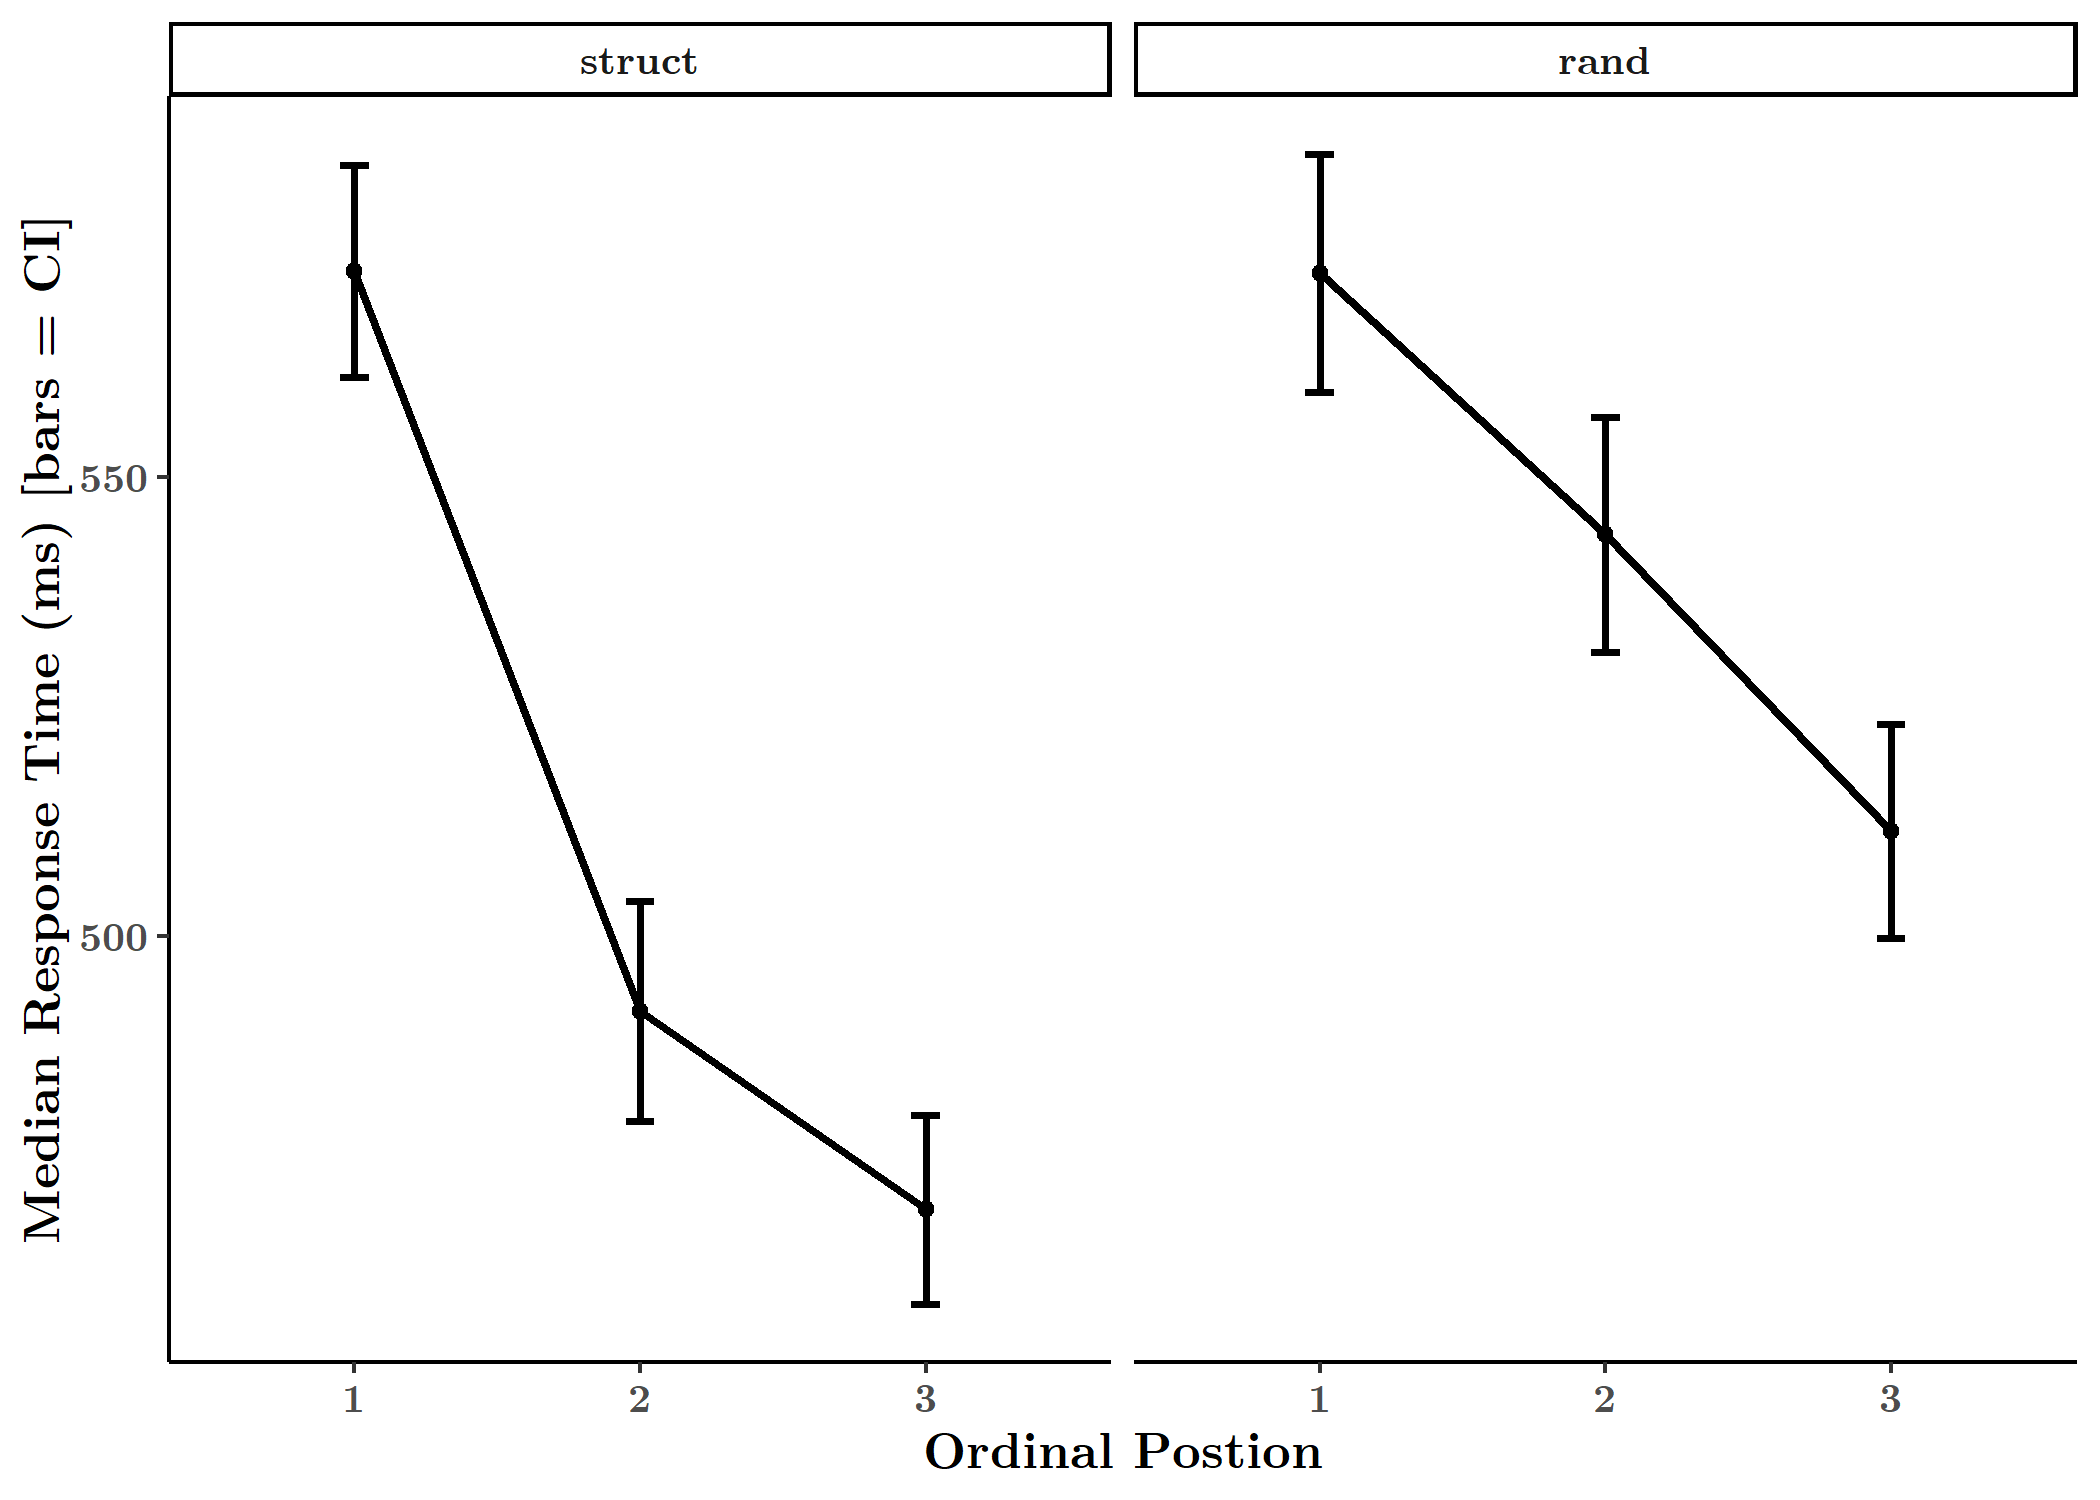 struct
rand
Median Response Time (ms) [bars = CI]
550
500
1 2 3
1 2 3
Ordinal Postion